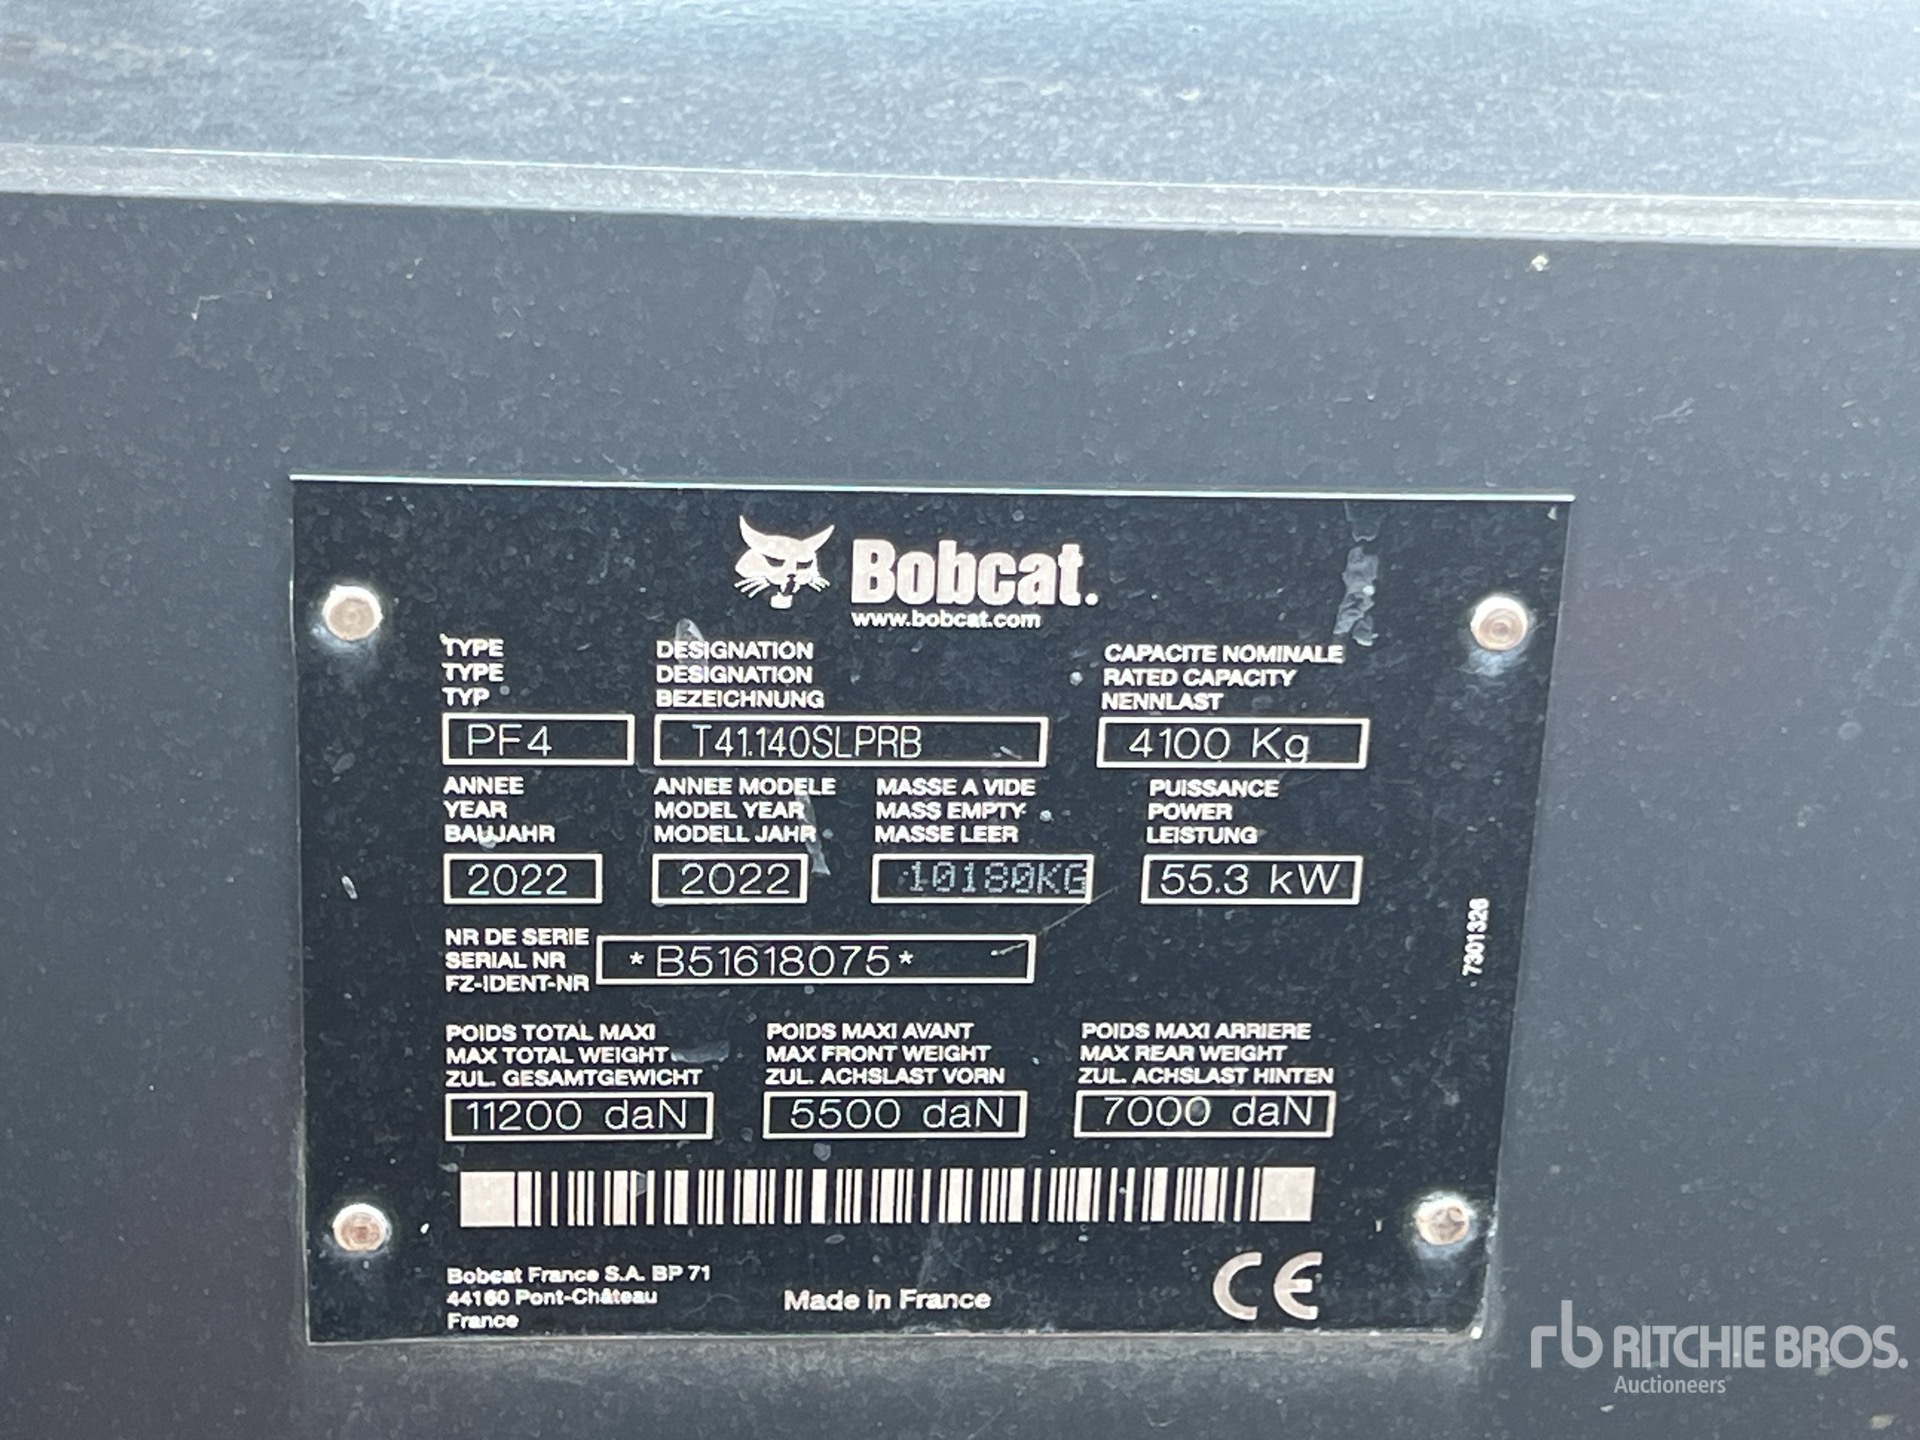 Bobcat.
www.bobcat.com
TYPE
TYPE
TYP
PF4
DESIGNATION
DESIGNATION
BEZEICHNUNG
T41.140SLPRB
CAPACITE NOMINALE
RATED CAPACITY
NENNLAST
4100 Kg
ANNEE
YEAR
BAUJAHR
2022
ANNEE MODELE
MODEL YEAR
MODELL JAHR
2022
MASSE A VIDE
MASS EMPTY
MASSE LEER
10180KG
PUISSANCE
POWER
LEISTUNG
55.3 kW
NR DE SERIE
SERIAL NR
FZ-IDENT-NR
*B51618075*
7301326
POIDS TOTAL MAXI
MAX TOTAL WEIGHT
ZUL. GESAMTGEWICHT
11200 daN
POIDS MAXI AVANT
MAX FRONT WEIGHT
ZUL. ACHSLAST VORN
5500 daN
POIDS MAXI ARRIERE
MAX REAR WEIGHT
ZUL. ACHSLAST HINTEN
7000 daN
Bobcat France S.A. BP 71
44160 Pont-Château
France
Made in France
CE
rb RITCHIE BROS.
Auctioneers